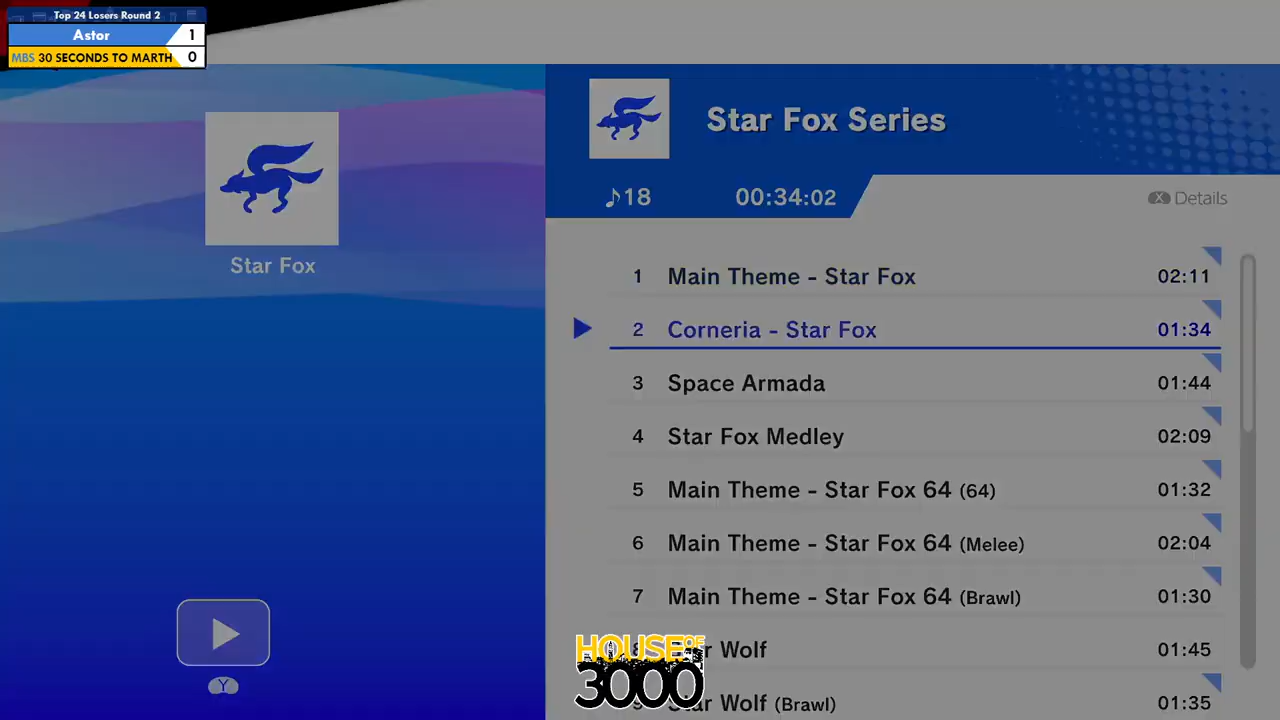 Top 24 Losers Round 2
Astor 1
MBS 30 SECONDS TO MARTH 0
Star Fox
Y
Star Fox Series
♪18 00:34:02
X Details
1 Main Theme - Star Fox 02:11
2 Corneria - Star Fox 01:34
3 Space Armada 01:44
4 Star Fox Medley 02:09
5 Main Theme - Star Fox 64 (64) 01:32
6 Main Theme - Star Fox 64 (Melee) 02:04
7 Main Theme - Star Fox 64 (Brawl) 01:30
8 Star Wolf 01:45
9 Star Wolf (Brawl) 01:35
HOUSE OF
3000